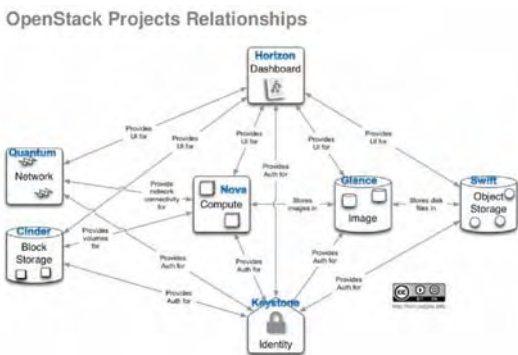 OpenStack Projects Relationships
Horizon
Dashboard
Provides
UI for
Provides
UI for
Provides
UI for
Provides
UI for
Provides
UI for
Provides
Auth for
Quantum
Network
Provide
network
connectivity
for
Nova
Compute
Stores
images in
Glance
Image
Stores disk
files in
Swift
Object
Storage
Cinder
Block
Storage
Provides
volumes
for
Provides
Auth for
Provides
Auth for
Provides
Auth for
Provides
Auth for
Provides
Auth for
Keystone
Identity
cc